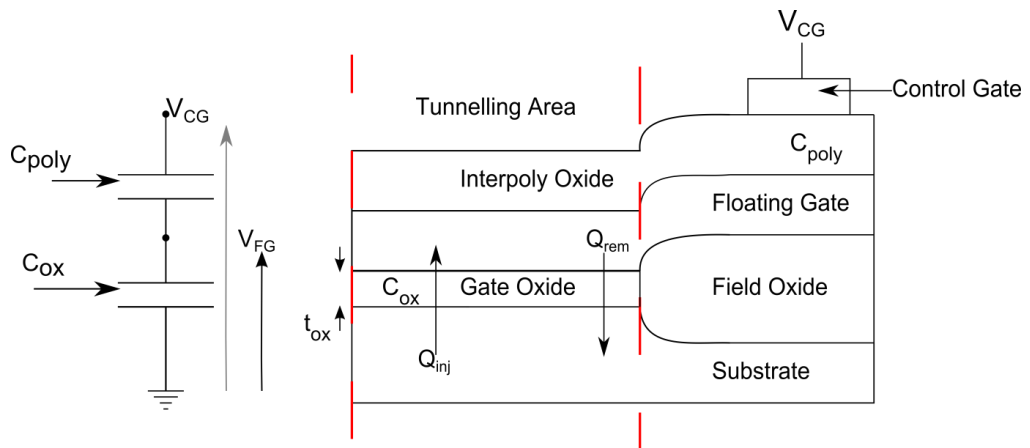 V_CG
C_poly
C_ox
V_FG
Tunnelling Area
V_CG
Control Gate
C_poly
Interpoly Oxide
Floating Gate
Q_rem
C_ox
Gate Oxide
Field Oxide
t_ox
Q_inj
Substrate